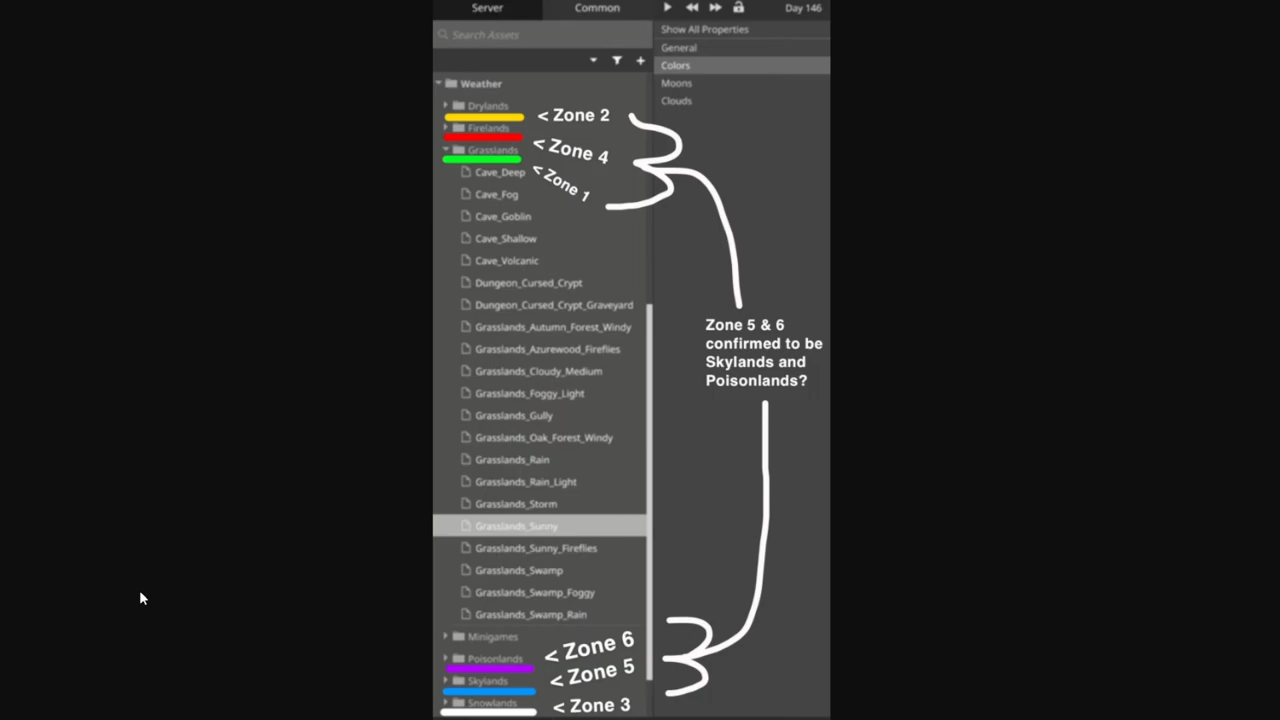 Server
Common
Day 146
Search Assets
Show All Properties
General
Colors
Moons
Clouds
Weather
Drylands
< Zone 2
Firelands
< Zone 4
Grasslands
< Zone 1
Cave_Deep
Cave_Fog
Cave_Goblin
Cave_Shallow
Cave_Volcanic
Dungeon_Cursed_Crypt
Dungeon_Cursed_Crypt_Graveyard
Grasslands_Autumn_Forest_Windy
Grasslands_Azurewood_Fireflies
Grasslands_Cloudy_Medium
Grasslands_Foggy_Light
Grasslands_Gully
Grasslands_Oak_Forest_Windy
Grasslands_Rain
Grasslands_Rain_Light
Grasslands_Storm
Grasslands_Sunny
Grasslands_Sunny_Fireflies
Grasslands_Swamp
Grasslands_Swamp_Foggy
Grasslands_Swamp_Rain
Zone 5 & 6
confirmed to be
Skylands and
Poisonlands?
Minigames
Poisonlands
< Zone 6
Skylands
< Zone 5
Snowlands
< Zone 3